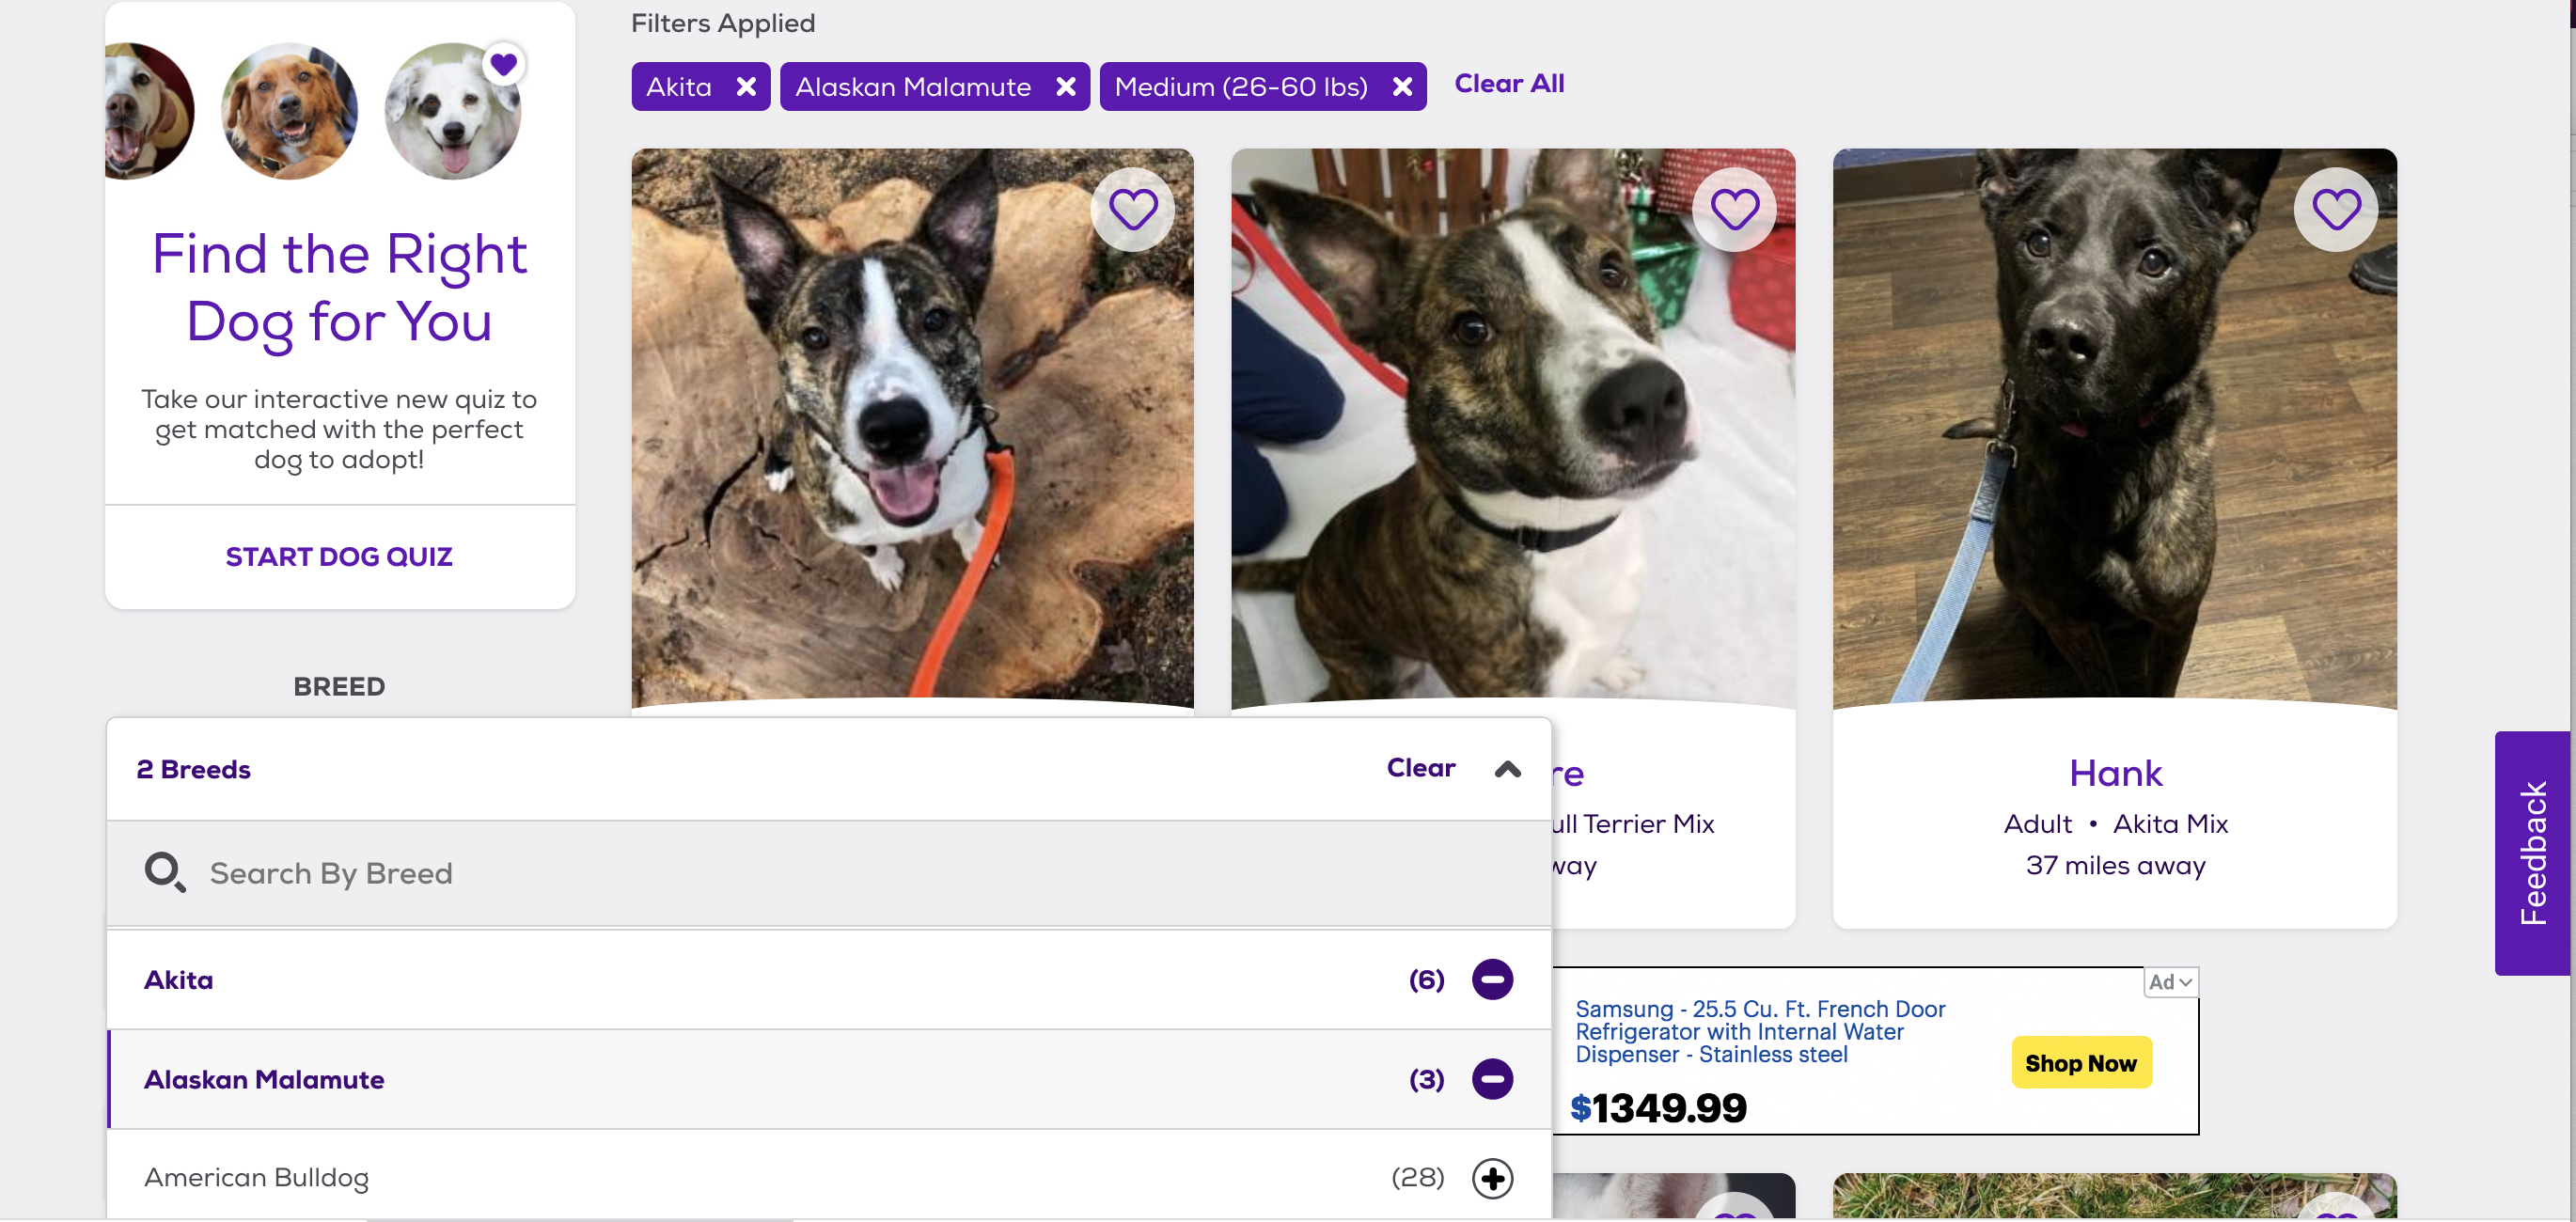 Filters Applied
Akita
Alaskan Malamute
Medium (26-60 lbs)
Clear All
Find the Right
Dog for You
Take our interactive new quiz to
get matched with the perfect
dog to adopt!
START DOG QUIZ
BREED
2 Breeds
Clear
Search By Breed
Akita
(6)
Alaskan Malamute
(3)
American Bulldog
(28)
Terrier Mix
Hank
Adult • Akita Mix
37 miles away
Ad
Samsung - 25.5 Cu. Ft. French Door
Refrigerator with Internal Water
Dispenser - Stainless steel
$1349.99
Shop Now
Feedback